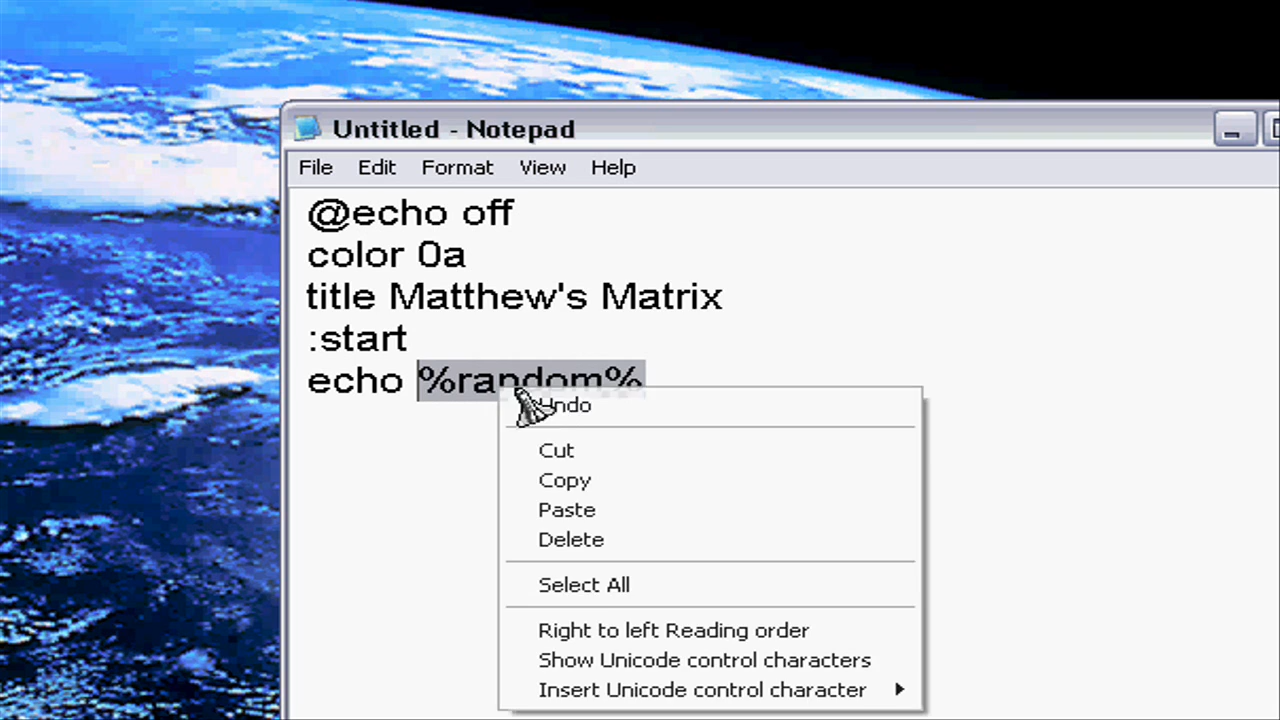 Untitled - Notepad
File Edit Format View Help
@echo off
color 0a
title Matthew's Matrix
:start
echo %random%
Undo
Cut
Copy
Paste
Delete
Select All
Right to left Reading order
Show Unicode control characters
Insert Unicode control character